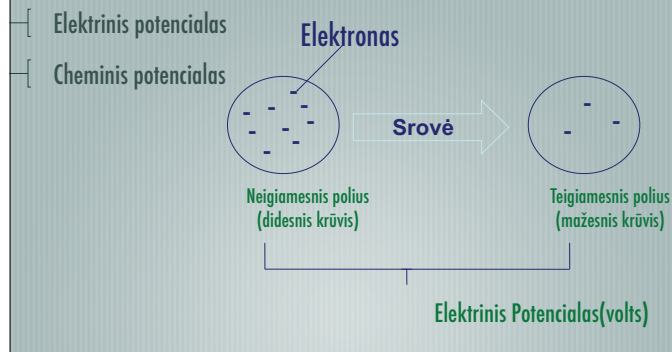 Elektrinis potencialas
Cheminis potencialas
Elektronas
Srovė
Neigiamesnis polius
(didesnis krūvis)
Teigiamesnis polius
(mažesnis krūvis)
Elektrinis Potencialas(volts)